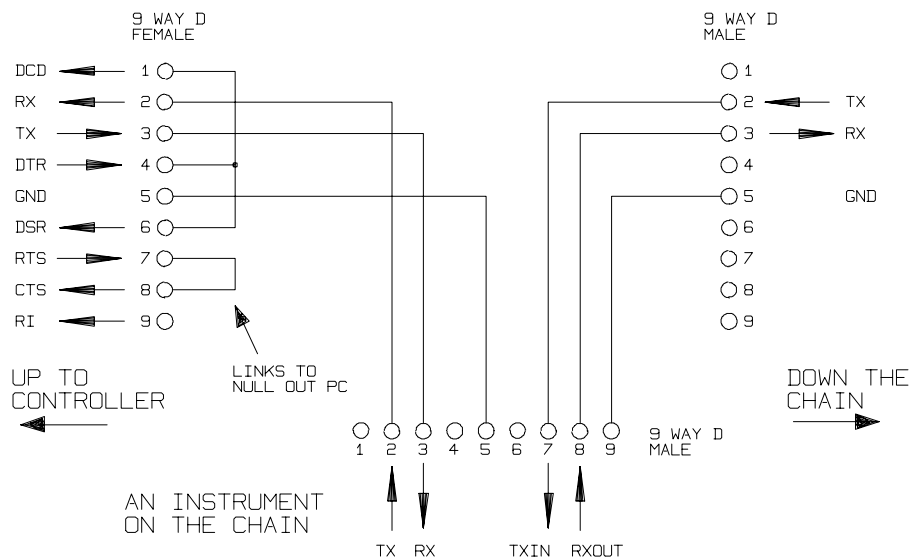 9 WAY D
FEMALE
9 WAY D
MALE
DCD 1
RX 2
TX 3
DTR 4
GND 5
DSR 6
RTS 7
CTS 8
RI 9
1
2 TX
3 RX
4
5 GND
6
7
8
9
LINKS TO
NULL OUT PC
UP TO
CONTROLLER
DOWN THE
CHAIN
1 2 3 4 5 6 7 8 9
9 WAY D
MALE
AN INSTRUMENT
ON THE CHAIN
TX RX TXIN RXOUT